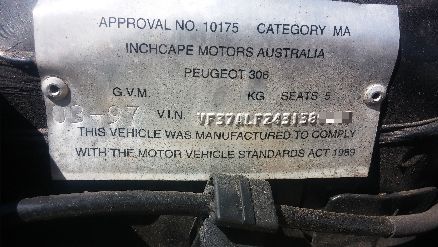 APPROVAL NO. 10175 CATEGORY MA
INCHCAPE MOTORS AUSTRALIA
PEUGEOT 306
G.V.M. KG SEATS 5
03-97 V.I.N.
THIS VEHICLE WAS MANUFACTURED TO COMPLY
WITH THE MOTOR VEHICLE STANDARDS ACT 1989